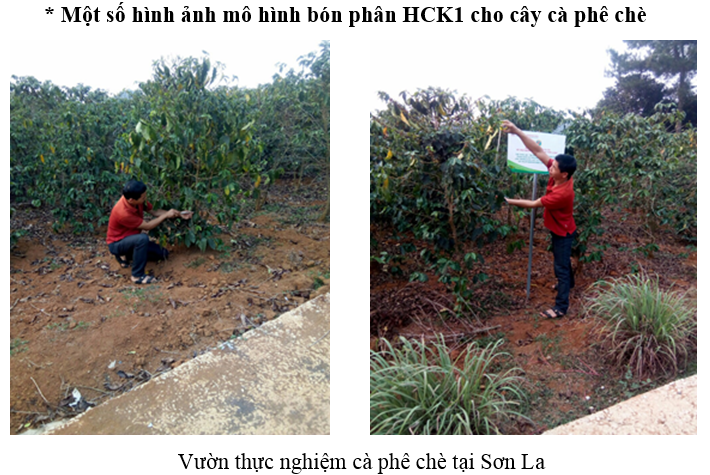 * Một số hình ảnh mô hình bón phân HCK1 cho cây cà phê chè
Vườn thực nghiệm cà phê chè tại Sơn La